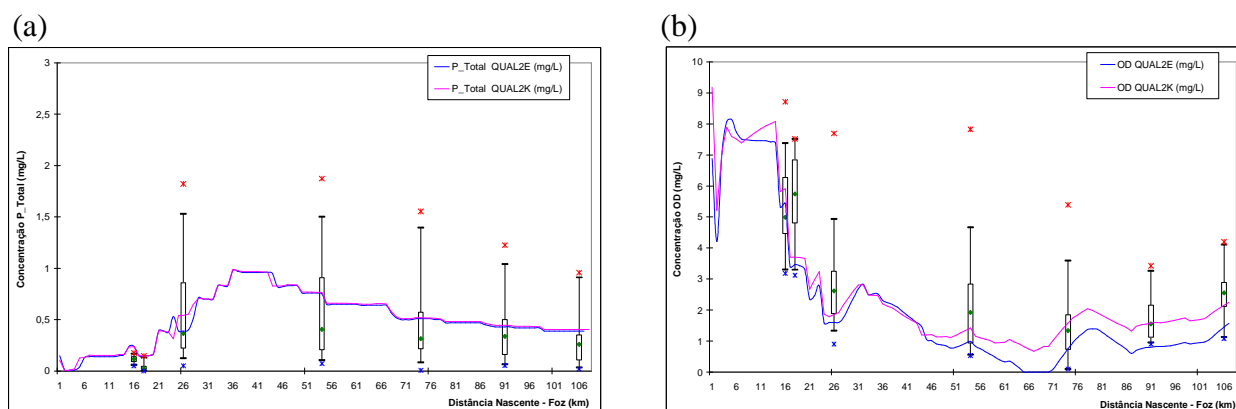 (a)
3
2,5
2
1,5
1
0,5
0
Concentração P_Total (mg/L)
P_Total QUAL2E (mg/L)
P_Total QUAL2K (mg/L)
1 6 11 16 21 26 31 36 41 46 51 56 61 66 71 76 81 86 91 96 101 106
Distância Nascente - Foz (km)
(b)
10
9
8
7
6
5
4
3
2
1
0
Concentração OD (mg/L)
OD QUAL2E (mg/L)
OD QUAL2K (mg/L)
1 6 11 16 21 26 31 36 41 46 51 56 61 66 71 76 81 86 91 96 101 106
Distância Nascente - Foz (km)